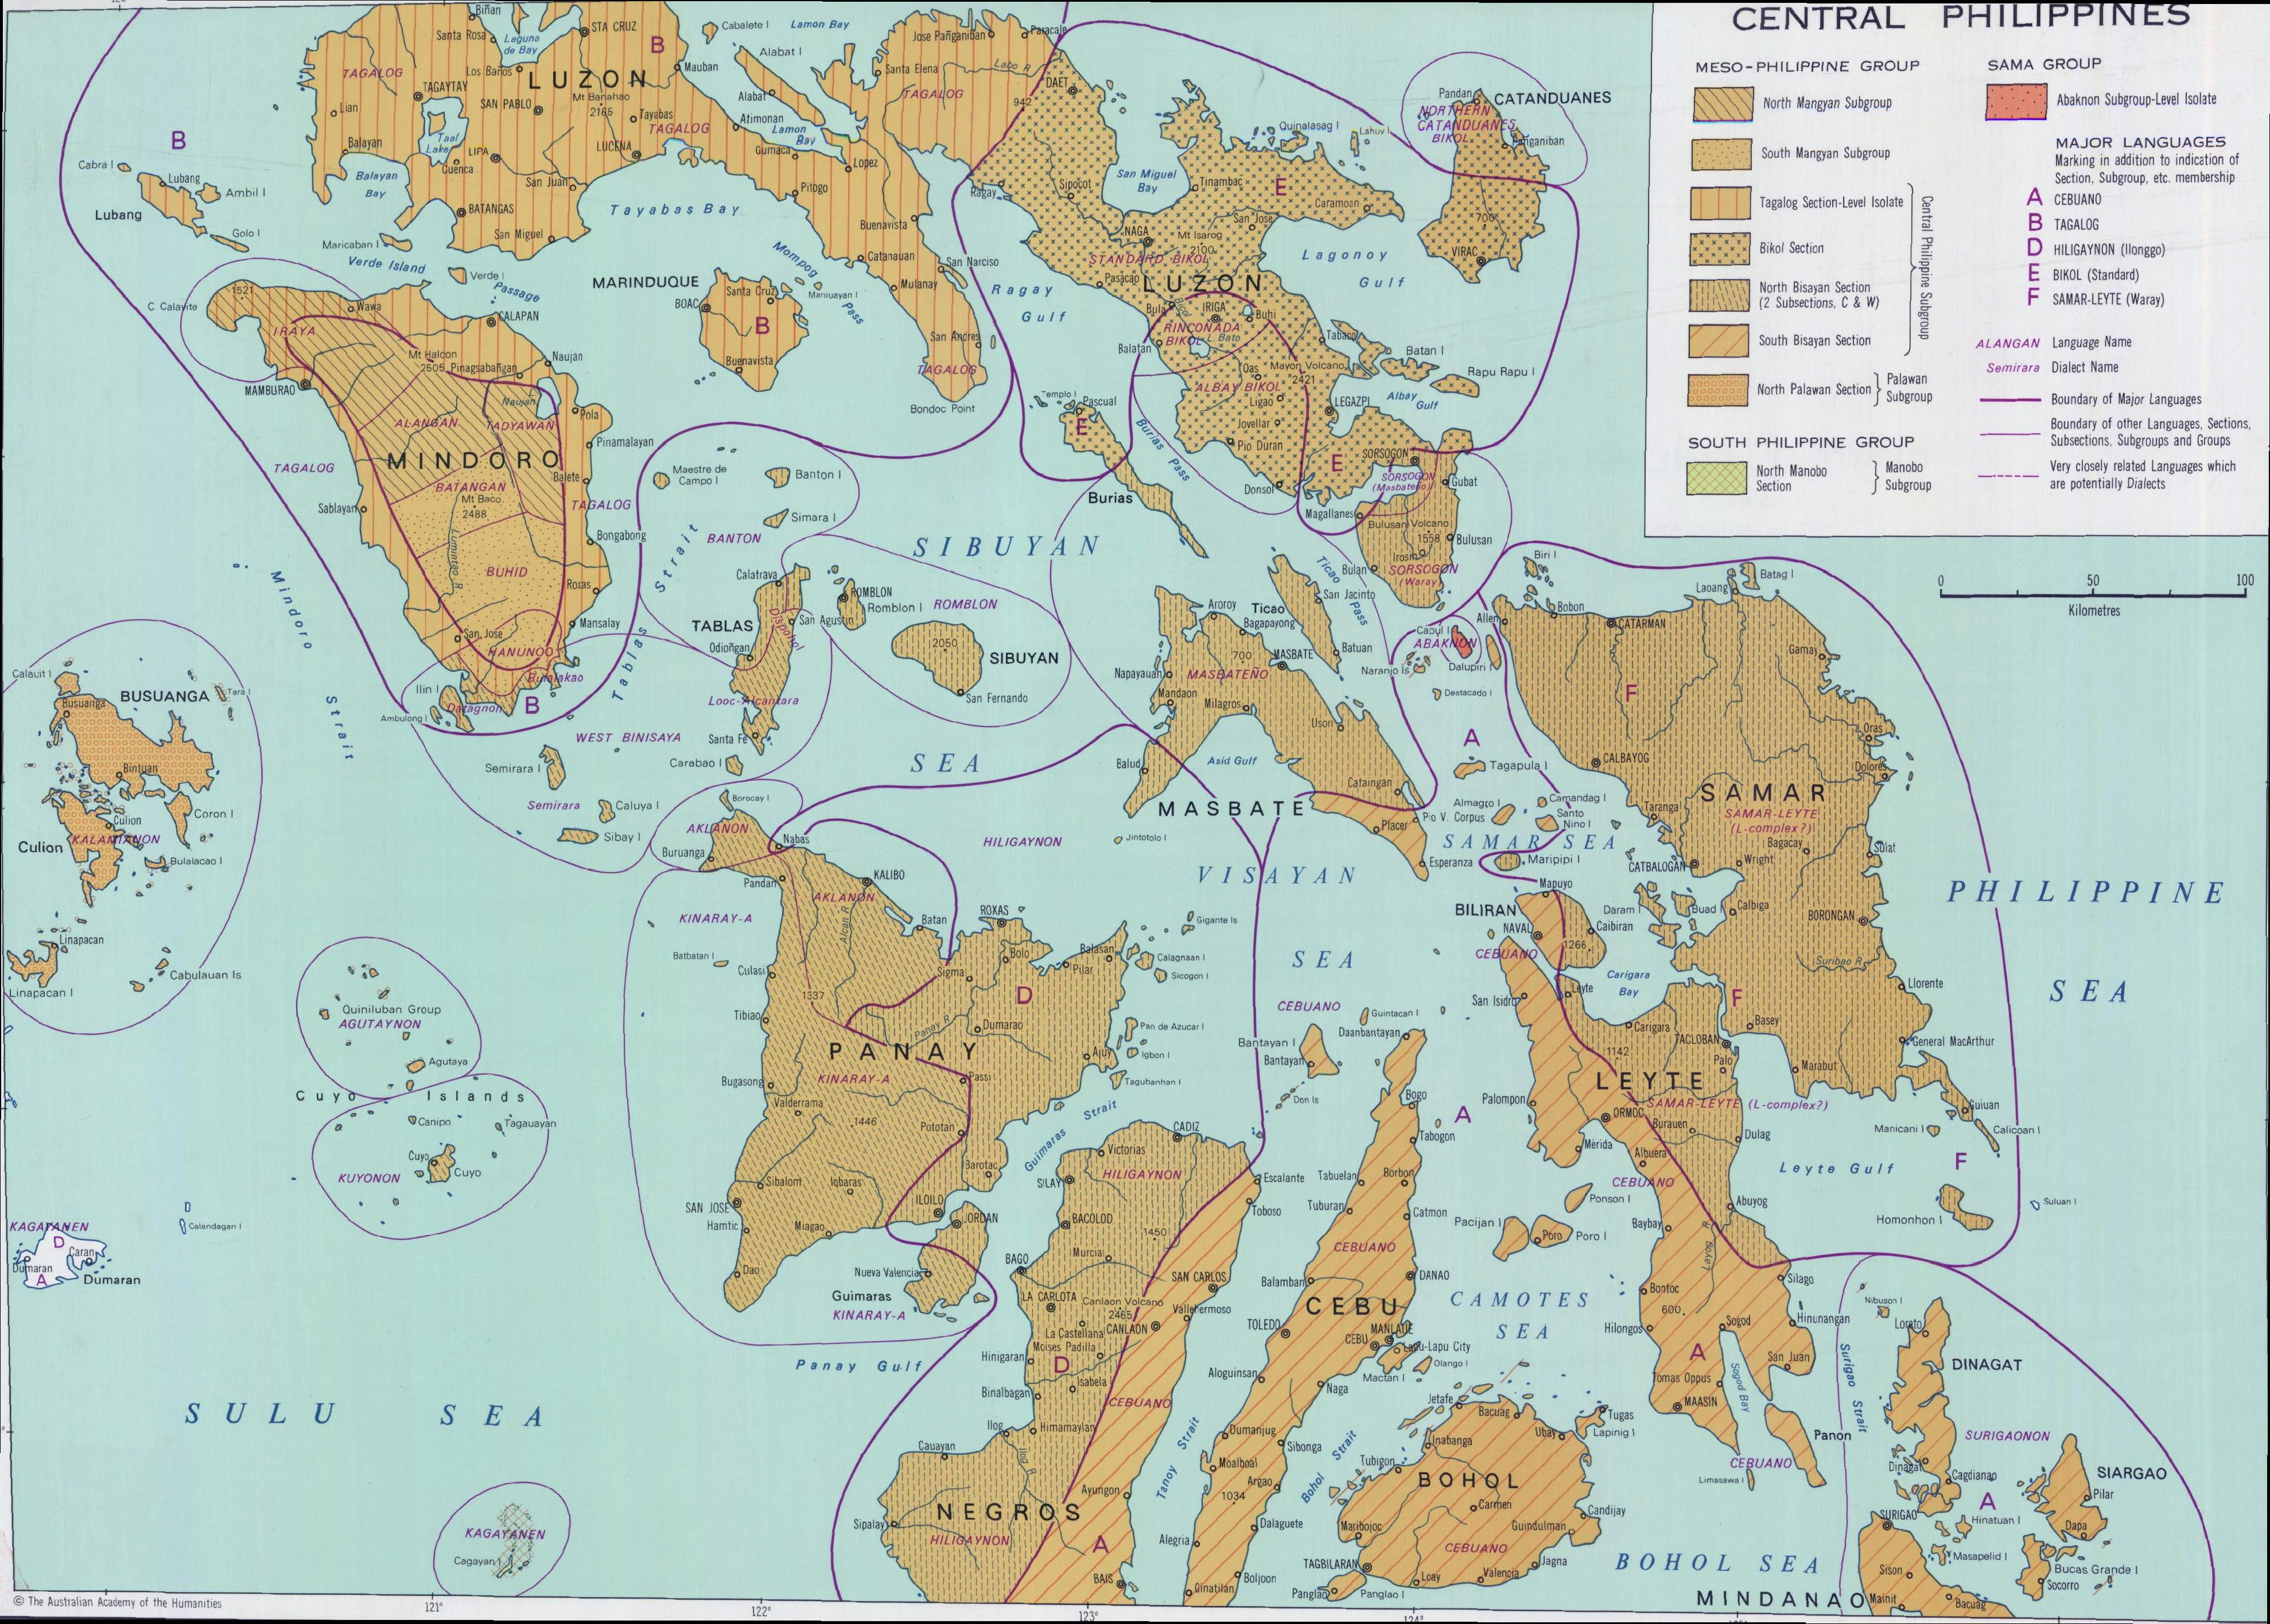 CENTRAL PHILIPPINES
MESO-PHILIPPINE GROUP
North Mangyan Subgroup
South Mangyan Subgroup
Tagalog Section-Level Isolate
Bikol Section
North Bisayan Section
(2 Subsections, C & W)
South Bisayan Section
Central Philippine Subgroup
North Palawan Section
Palawan
Subgroup
SOUTH PHILIPPINE GROUP
North Manobo
Section
Manobo
Subgroup
SAMA GROUP
Abaknon Subgroup-Level Isolate
MAJOR LANGUAGES
Marking in addition to indication of
Section, Subgroup, etc. membership
A CEBUANO
B TAGALOG
D HILIGAYNON (Ilonggo)
E BIKOL (Standard)
F SAMAR-LEYTE (Waray)
ALANGAN Language Name
Semirara Dialect Name
Boundary of Major Languages
Boundary of other Languages, Sections,
Subsections, Subgroups and Groups
Very closely related Languages which
are potentially Dialects
0 50 100
Kilometres
Biñan
Santa Rosa
Laguna
de Bay
STA CRUZ
B
Cabalete I
Lamon Bay
Alabat I
Mauban
TAGALOG
Los Baños
LUZON
TAGAYTAY
SAN PABLO
Mt Banahao
2165
Tayabas
Alabat
Atimonan
Lamon
Bay
Lian
Balayan
Taal
Lake
LIPA
Cuenca
LUCENA
TAGALOG
Gumaca
Lopez
B
Cabra I
Lubang
Ambil I
Lubang
Golo I
Balayan
Bay
San Juan
BATANGAS
San Miguel
Tayabas Bay
Pitogo
Buenavista
Maricaban I
Verde Island
Passage
Verde I
Mompog
Pass
Catanauan
San Narciso
Mulanay
San Andres
TAGALOG
Bondoc Point
Jose Pañganiban
Paracale
Santa Elena
Labo R
TAGALOG
942
DAET
Ragay
Sipocot
San Miguel
Bay
Tinambac
Quinalasag I
Lahuy I
E
Caramoan
San Jose
NAGA
Mt Isarog
2100
STANDARD BIKOL
Pasacao
LUZON
Lagonoy
Gulf
Pandan
CATANDUANES
NORTHERN
CATANDUANES
BIKOL
Pañganiban
700
VIRAC
Ragay
Gulf
Bula
Bicol
IRIGA
Buhi
RINCONADA
BIKOL
L. Bato
Balatan
Tabaco
Batan I
Rapu Rapu I
Oas
Mayon Volcano
2421
ALBAY BIKOL
Ligao
LEGAZPI
Albay
Gulf
Jovellar
Pio Duran
E
SORSOGON
SORSOGON
(Masbateño)
Gubat
Donsol
Magallanes
Bulusan Volcano
1558
Bulusan
Irosin
Bulan
SORSOGON
(Waray)
Templo I
Pascual
E
Burias Pass
Burias
MARINDUQUE
Santa Cruz
BOAC
Maniuayan I
B
Buenavista
C. Calavite
1521
Wawa
IRAYA
CALAPAN
Mt Halcon
2505
Pinagsabañgan
Naujan
Naujan
L
MAMBURAO
Pola
ALANGAN
TADYAWAN
Pinamalayan
MINDORO
TAGALOG
BATANGAN
Mt Baco
2488
Balete
TAGALOG
Sablayan
Lumintao R
Bongabong
BUHID
Roxas
Mansalay
San Jose
HANUNOO
Bulalakao
Ilin I
Datagnon
B
Ambulong I
Mindoro
Strait
Maestre de
Campo I
Banton I
Simara I
BANTON
Tablas
Strait
SIBUYAN
SEA
Calatrava
ROMBLON
Romblon I
ROMBLON
San Agustin
Dispohol
TABLAS
Odioñgan
2050
SIBUYAN
San Fernando
Looc-Alcantara
WEST BINISAYA
Santa Fe
Carabao I
Semirara I
Semirara
Caluya I
Sibay I
Borocay I
AKLANON
Nabas
Buruanga
Pandan
KALIBO
AKLANON
Aklan R
Batan
KINARAY-A
Batbatan I
Culasi
1337
Tibiao
PANAY
Bugasong
KINARAY-A
Valderrama
1446
Pototan
Sibalom
Igbaras
SAN JOSE
Hamtic
Miagao
Dao
ILOILO
JORDAN
Nueva Valencia
Guimaras
KINARAY-A
Panay Gulf
HILIGAYNON
Jintotolo I
ROXAS
Bolo
Pilar
Balasan
Sigma
D
Gigante Is
Calagnaan I
Sicogon I
Panay R
Dumarao
Pan de Azucar I
Ajuy
Igbon I
Passi
Tagubanhan I
Barotac
Guimaras Strait
VISAYAN
SEA
Aroroy
Ticao
Bagapayong
San Jacinto
Ticao
Pass
Batuan
Napayauan
700
MASBATE
MASBATEÑO
Mandaon
Milagros
Uson
Balud
Asid Gulf
Cataingan
MASBATE
Placer
Pio V. Corpus
Esperanza
Biri I
Batag I
Laoang
Allen
Bobon
CATARMAN
Capul I
ABAKNON
Naranjo Is
Dalupiri I
Destacado I
Gamay
F
Oras
CALBAYOG
Dolores
A
Tagapula I
Almagro I
Camandag I
Santo
Nino I
SAMAR SEA
Maripipi I
Tarangal
SAMAR
SAMAR-LEYTE
(L-complex?)
Bagacay
Sulat
CATBALOGAN
Wright
Mapuyo
BILIRAN
NAVAL
Caibiran
1266
Daram I
Buad I
Calbiga
BORONGAN
CEBUANO
Carigara
Bay
Suribao R
Llorente
San Isidro
Leyte
F
Basey
Carigara
TACLOBAN
General MacArthur
1142
Palo
Marabut
LEYTE
Palompon
ORMOC
SAMAR-LEYTE (L-complex?)
Burauen
Dulag
Guiuan
Manicani I
Calicoan I
Merida
Albuera
Leyte Gulf
F
CEBUANO
Abuyog
Homonhon I
Suluan I
Baybay
Layog R
Silago
Bontoc
600
Sogod
Hinunangan
Hilongos
A
San Juan
Tomas Oppus
MAASIN
Sogod Bay
Panon
CEBUANO
Limasawa I
PHILIPPINE
SEA
CEBUANO
Guintacan I
Daanbantayan
Bantayan I
Bantayan
Don Is
Bogo
A
Tabogon
Tabuelan
Borbon
Tuburan
Catmon
Ponson I
Pacijan I
Poro
Poro I
CEBUANO
Balamban
DANAO
CEBU
TOLEDO
MANDAUE
CEBU
Lapu-Lapu City
Olango I
Mactan I
Aloguinsan
Naga
CAMOTES
SEA
Dumanjug
Sibonga
Moalboal
Argao
1034
Dalaguete
Alegria
Ginatilan
Boljoon
Tanoy Strait
Bohol Strait
Jetafe
Bacuag
Tugas
Lapinig I
Ubay
Inabanga
Tubigon
BOHOL
Carmen
Candijay
Maribojoc
Guindulman
CEBUANO
Jagna
TAGBILARAN
Loay
Valencia
Panglao
Panglao I
BOHOL SEA
CADIZ
Victorias
HILIGAYNON
SILAY
Escalante
Toboso
BACOLOD
1450
Murcia
BAGO
SAN CARLOS
LA CARLOTA
Canlaon Volcano
2465
Vallehermoso
La Castellana
CANLAON
Moises Padilla
Hinigaran
D
Isabela
Binalbagan
CEBUANO
Ilog
Himamaylan
Cauayan
Ilog R
Ayungon
NEGROS
Sipalay
HILIGAYNON
A
BAIS
Surigao
Strait
Nibuson I
Loreto
DINAGAT
SURIGAONON
Dinagat
Cagdianao
SIARGAO
Pilar
A
SURIGAO
Hinatuan I
Dapa
Masapelid I
Sison
Bucas Grande I
Socorro
MINDANAO
Mainit
Bacuag
Calauit I
BUSUANGA
Tara I
Busuanga
Bintuan
Coron I
Culion
Culion
KALAMIANON
Bulalacao I
Linapacan
Cabulauan Is
Linapacan I
Quiniluban Group
AGUTAYNON
Agutaya
Cuyo Islands
Canipo
Tagauayan
Cuyo
Cuyo
KUYONON
KAGAYANEN
D
Caran
Dumaran
A
Dumaran
Calandagan I
SULU SEA
KAGAYANEN
Cagayan I
© The Australian Academy of the Humanities
121°
122°
123°
124°